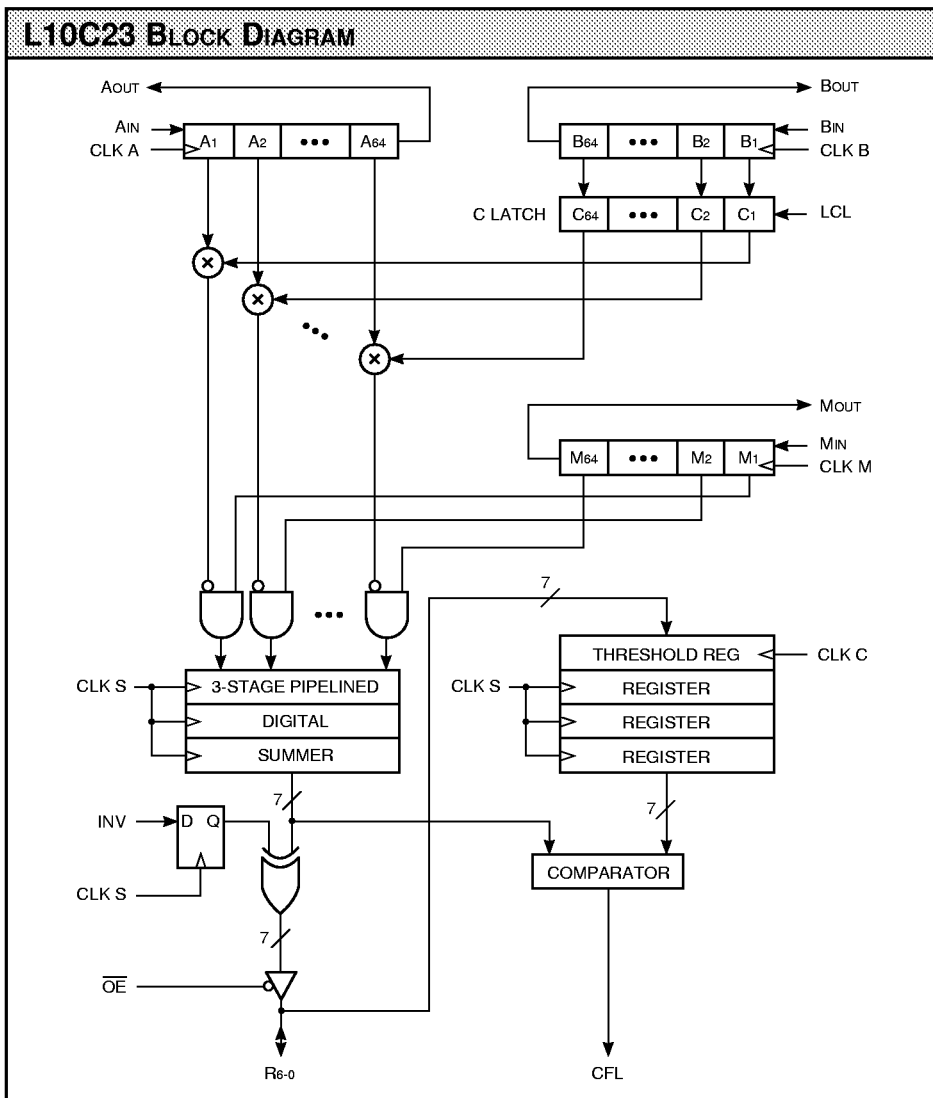 L10C23 BLOCK DIAGRAM
AOUT
BOUT
AIN
CLK A
A1 A2 ••• A64
B64 ••• B2 B1
BIN
CLK B
C LATCH
C64 ••• C2 C1
LCL
×
×
•••
×
MOUT
M64 ••• M2 M1
MIN
CLK M
•••
7
THRESHOLD REG
CLK C
CLK S
3-STAGE PIPELINED
DIGITAL
SUMMER
CLK S
REGISTER
REGISTER
REGISTER
7
7
INV
D Q
CLK S
COMPARATOR
7
OE
R6-0
CFL